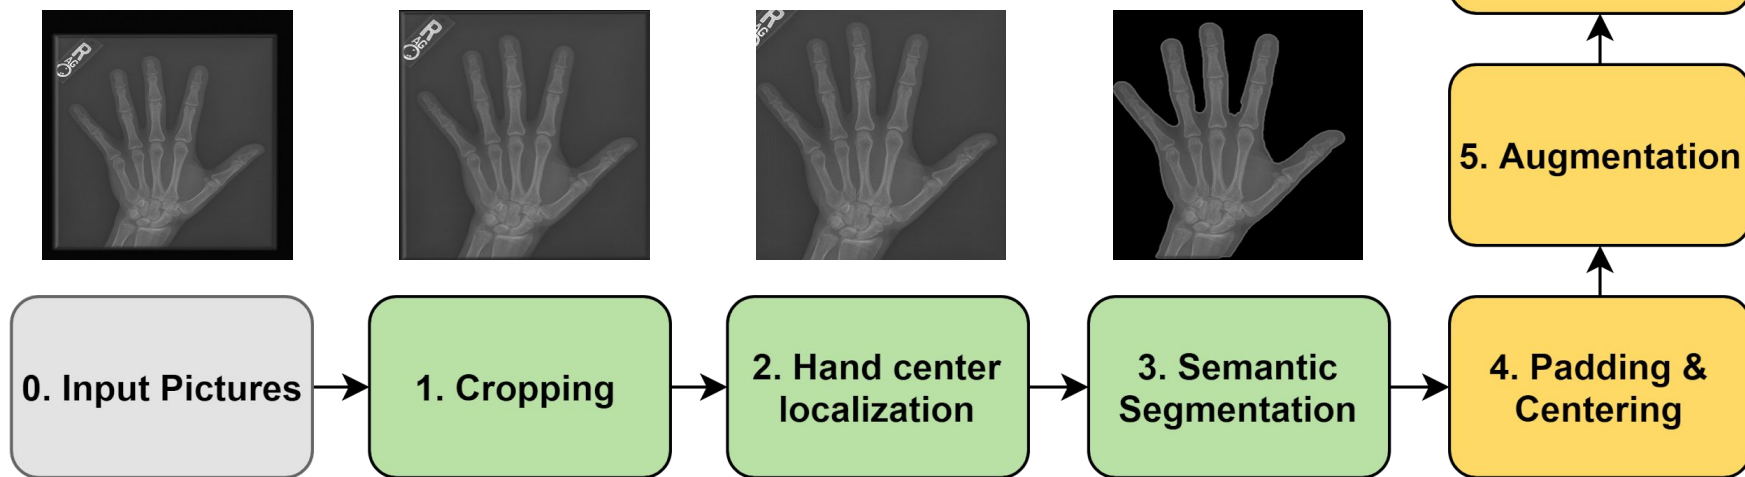 0. Input Pictures
1. Cropping
2. Hand center
localization
3. Semantic
Segmentation
4. Padding &
Centering
5. Augmentation